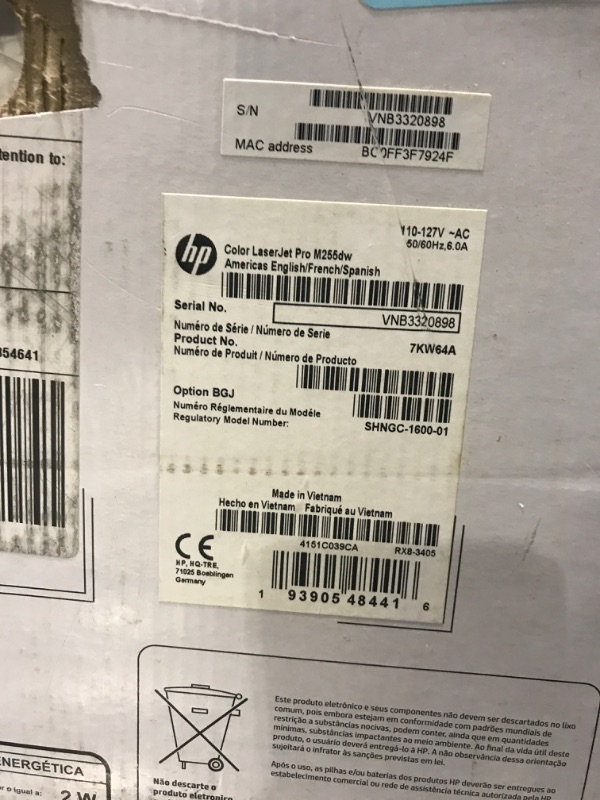 S/N
VNB3320898
MAC address
BC0FF3F7924F
tention to:
354641
hp
Color LaserJet Pro M255dw
Americas English/French/Spanish
110-127V ~AC
50/60Hz,6.0A
Serial No.
VNB3320898
Numéro de Série / Número de Serie
Product No.
7KW64A
Numéro de Produit / Número de Producto
Option BGJ
Numéro Réglementaire du Modéle
Regulatory Model Number:
SHNGC-1600-01
Made in Vietnam
Hecho en Vietnam Fabriqué au Vietnam
4151C039CA
RX8-3405
CE
HP, HQ-TRE,
71025 Boeblingen
Germany
1 93905 48441 6
Este produto eletrônico e seus componentes não devem ser descartados no lixo
comum, pois embora estejam em conformidade com padrões mundiais de
restrição a substâncias nocivas, podem conter, ainda que em quantidades
mínimas, substâncias impactantes ao meio ambiente. Ao final da vida útil deste
produto, o usuário deverá entregá-lo à HP. A não observância dessa orientação
sujeitará o infrator às sanções previstas em lei.
Após o uso, as pilhas e/ou baterias dos produtos HP deverão ser entregues ao
estabelecimento comercial ou rede de assistência técnica autorizada pela HP
Não descarte o
produto eletronico
ENERGÉTICA
r o igual a:
2 W